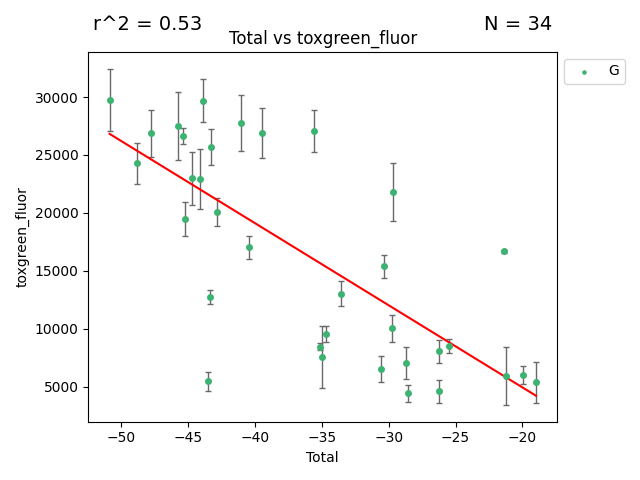 r^2 = 0.53
N = 34
Total vs toxgreen_fluor
G
30000
25000
20000
15000
10000
5000
toxgreen_fluor
−50 −45 −40 −35 −30 −25 −20
Total